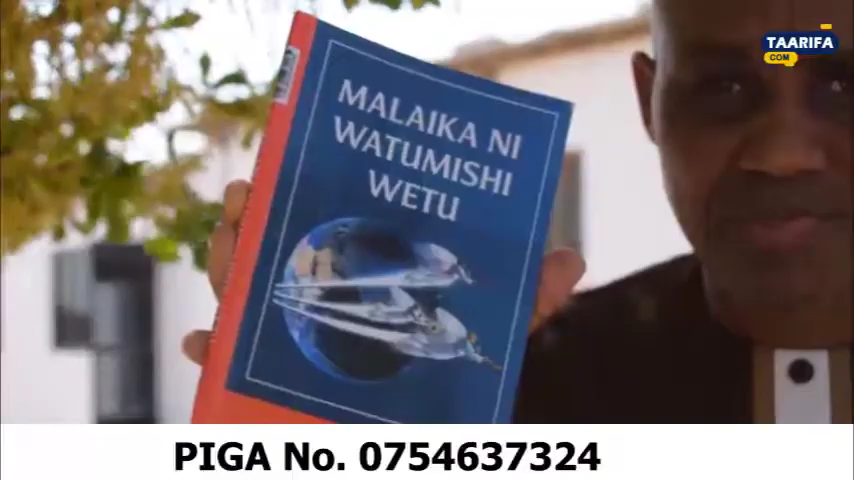 TAARIFA
COM
MALAIKA NI
WATUMISHI
WETU
PIGA No. 0754637324